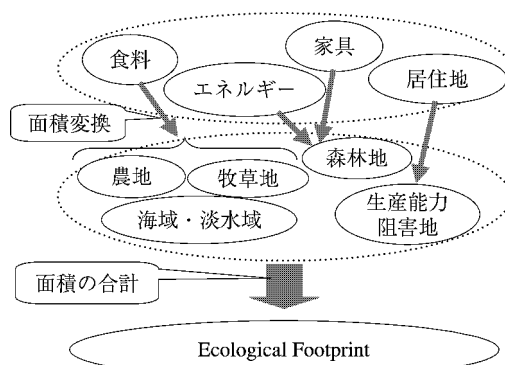 食料
家具
エネルギー
居住地
面積変換
森林地
農地
牧草地
海域・淡水域
生産能力
阻害地
面積の合計
Ecological Footprint